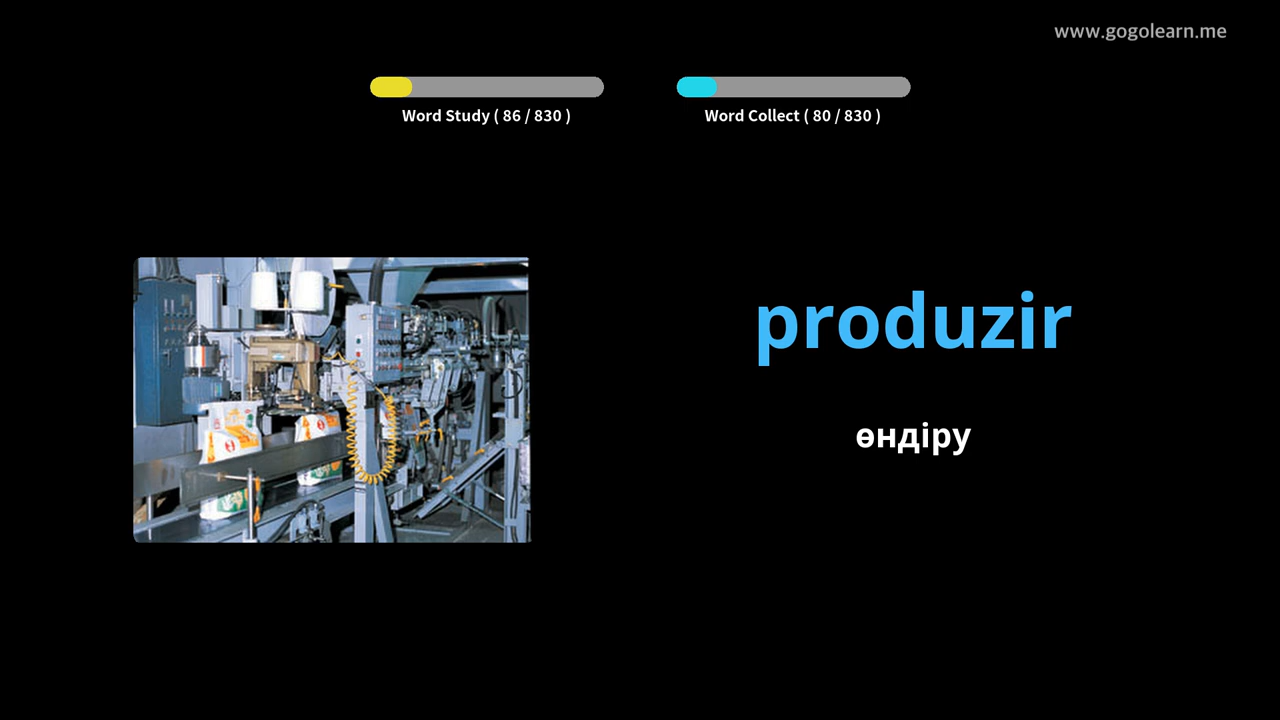 www.gogolearn.me
Word Study ( 86 / 830 )
Word Collect ( 80 / 830 )
produzir
өндіру